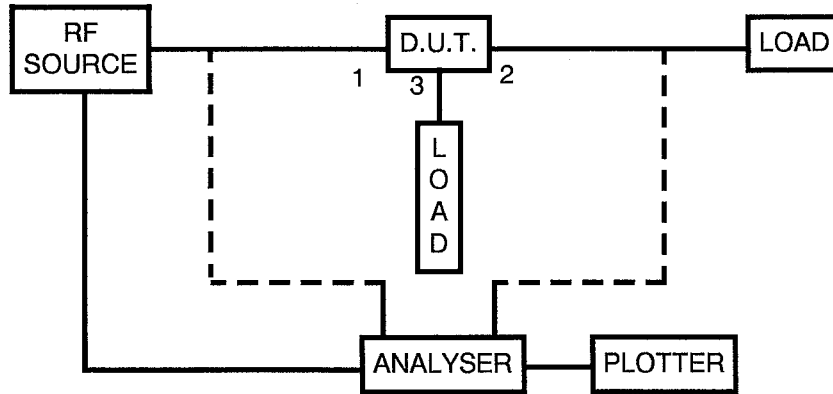 RF
SOURCE
D.U.T.
LOAD
1
3
2
L
O
A
D
ANALYSER
PLOTTER